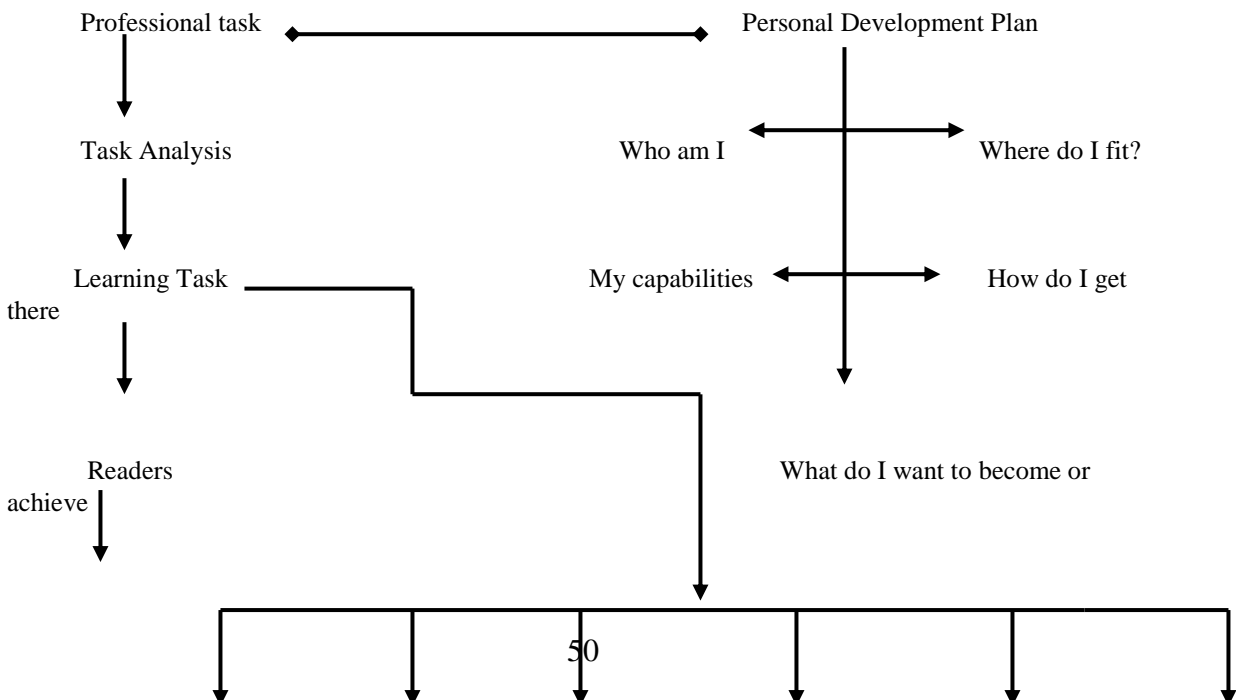 Professional task Personal Development Plan
Task Analysis Who am I Where do I fit?
Learning Task My capabilities How do I get
there
Readers What do I want to become or
achieve
50